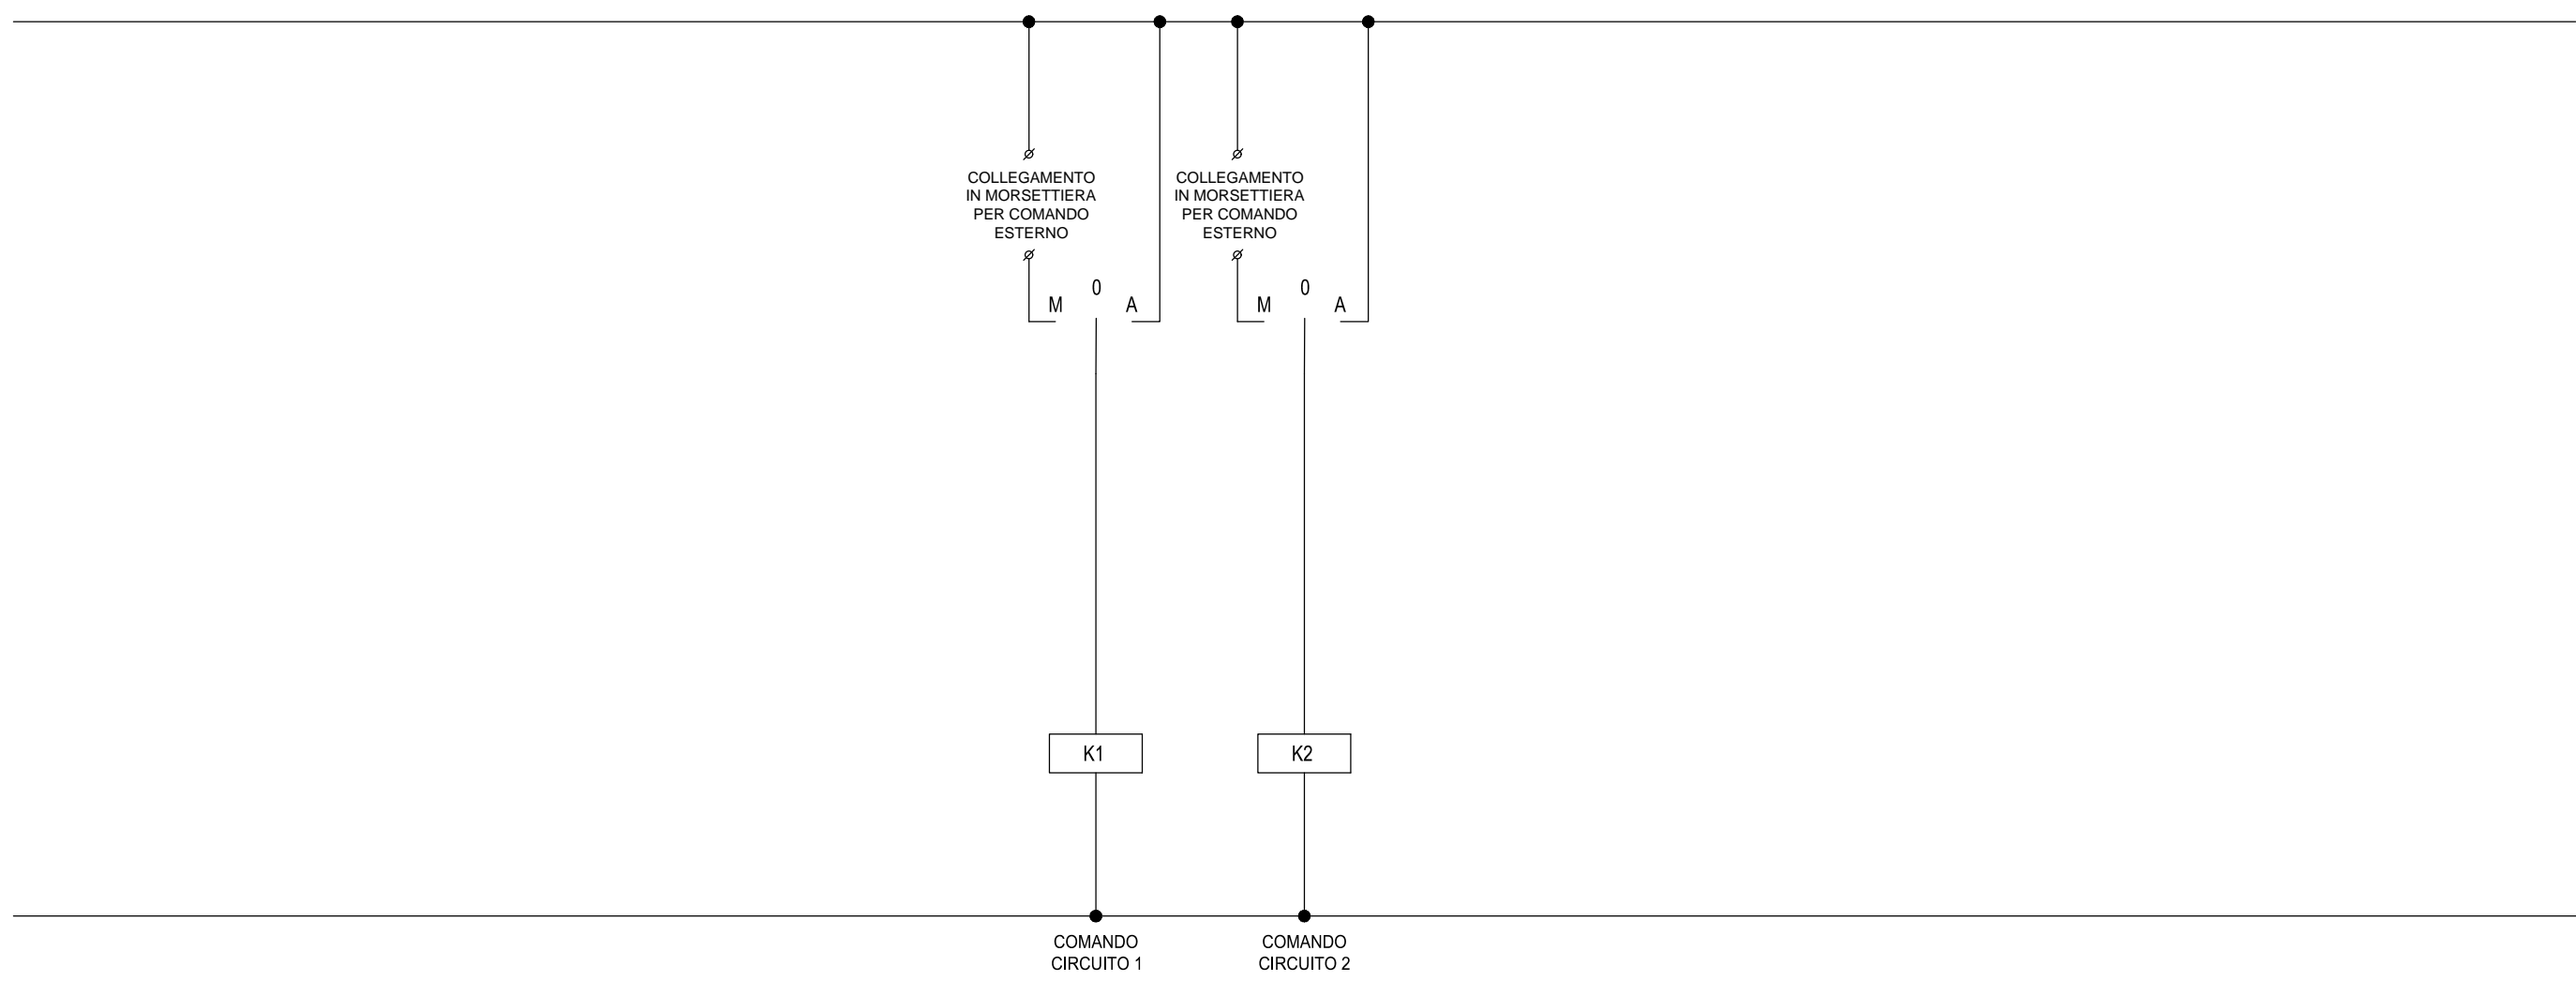 COLLEGAMENTO
IN MORSETTIERA
PER COMANDO
ESTERNO
COLLEGAMENTO
IN MORSETTIERA
PER COMANDO
ESTERNO
M 0 A
M 0 A
K1
K2
COMANDO
CIRCUITO 1
COMANDO
CIRCUITO 2